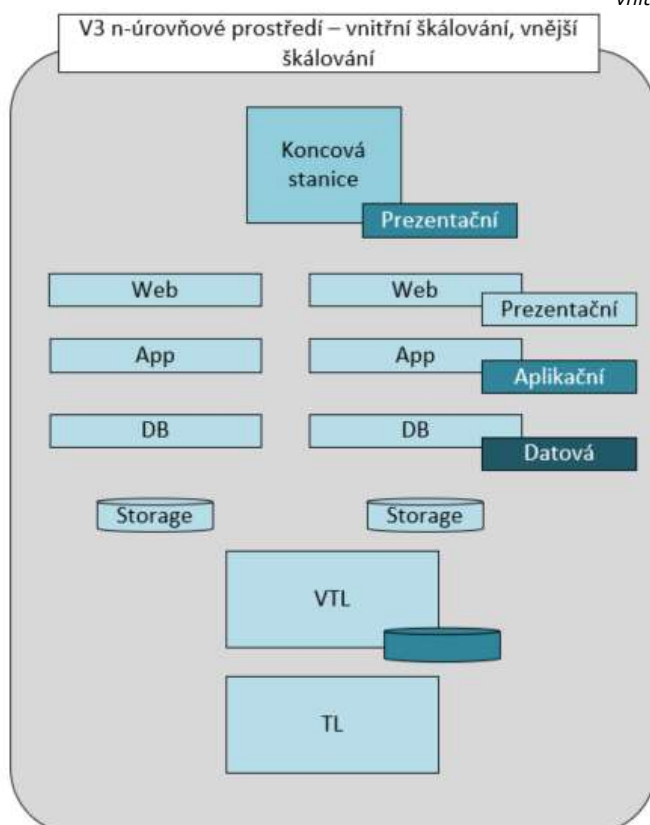 V3 n-úrovňové prostředí – vnitřní škálování, vnější
škálování
Koncová
stanice
Prezentační
Web
Web
Prezentační
App
App
Aplikační
DB
DB
Datová
Storage
Storage
VTL
TL